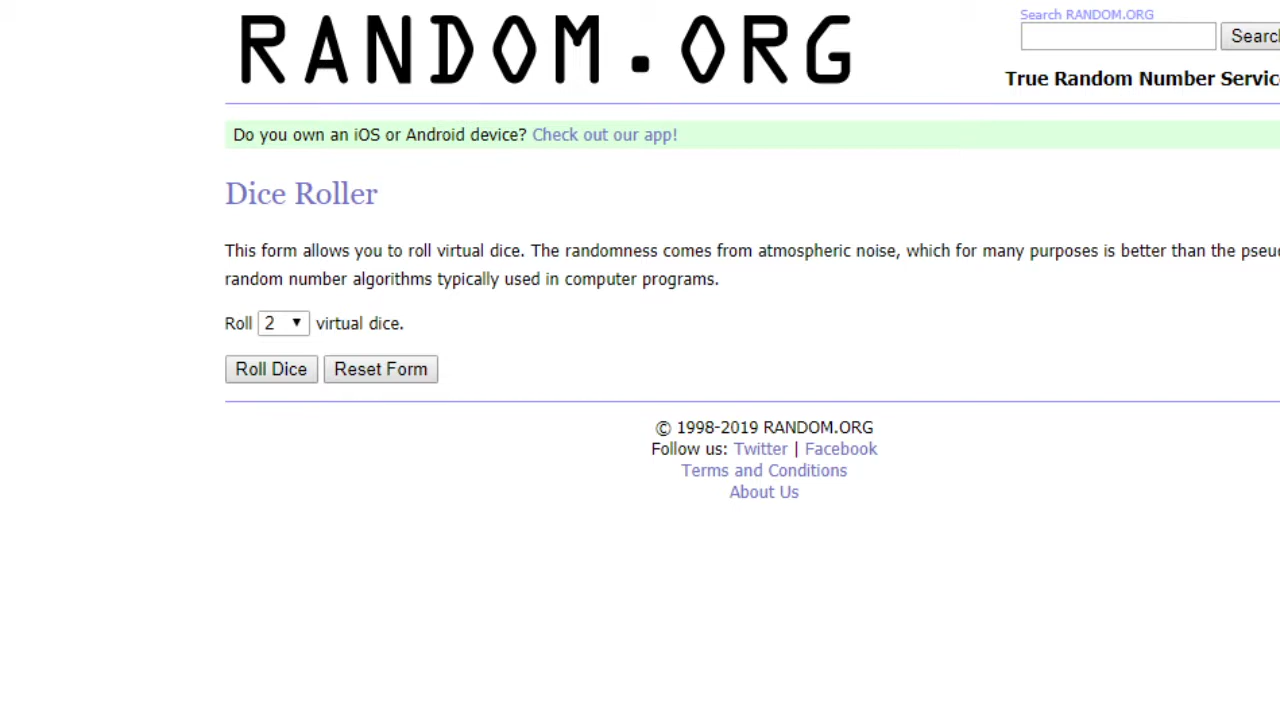 RANDOM.ORG
Search RANDOM.ORG
Searc
True Random Number Servic
Do you own an iOS or Android device? Check out our app!
Dice Roller
This form allows you to roll virtual dice. The randomness comes from atmospheric noise, which for many purposes is better than the pseu
random number algorithms typically used in computer programs.
Roll 2 virtual dice.
Roll Dice Reset Form
© 1998-2019 RANDOM.ORG
Follow us: Twitter | Facebook
Terms and Conditions
About Us